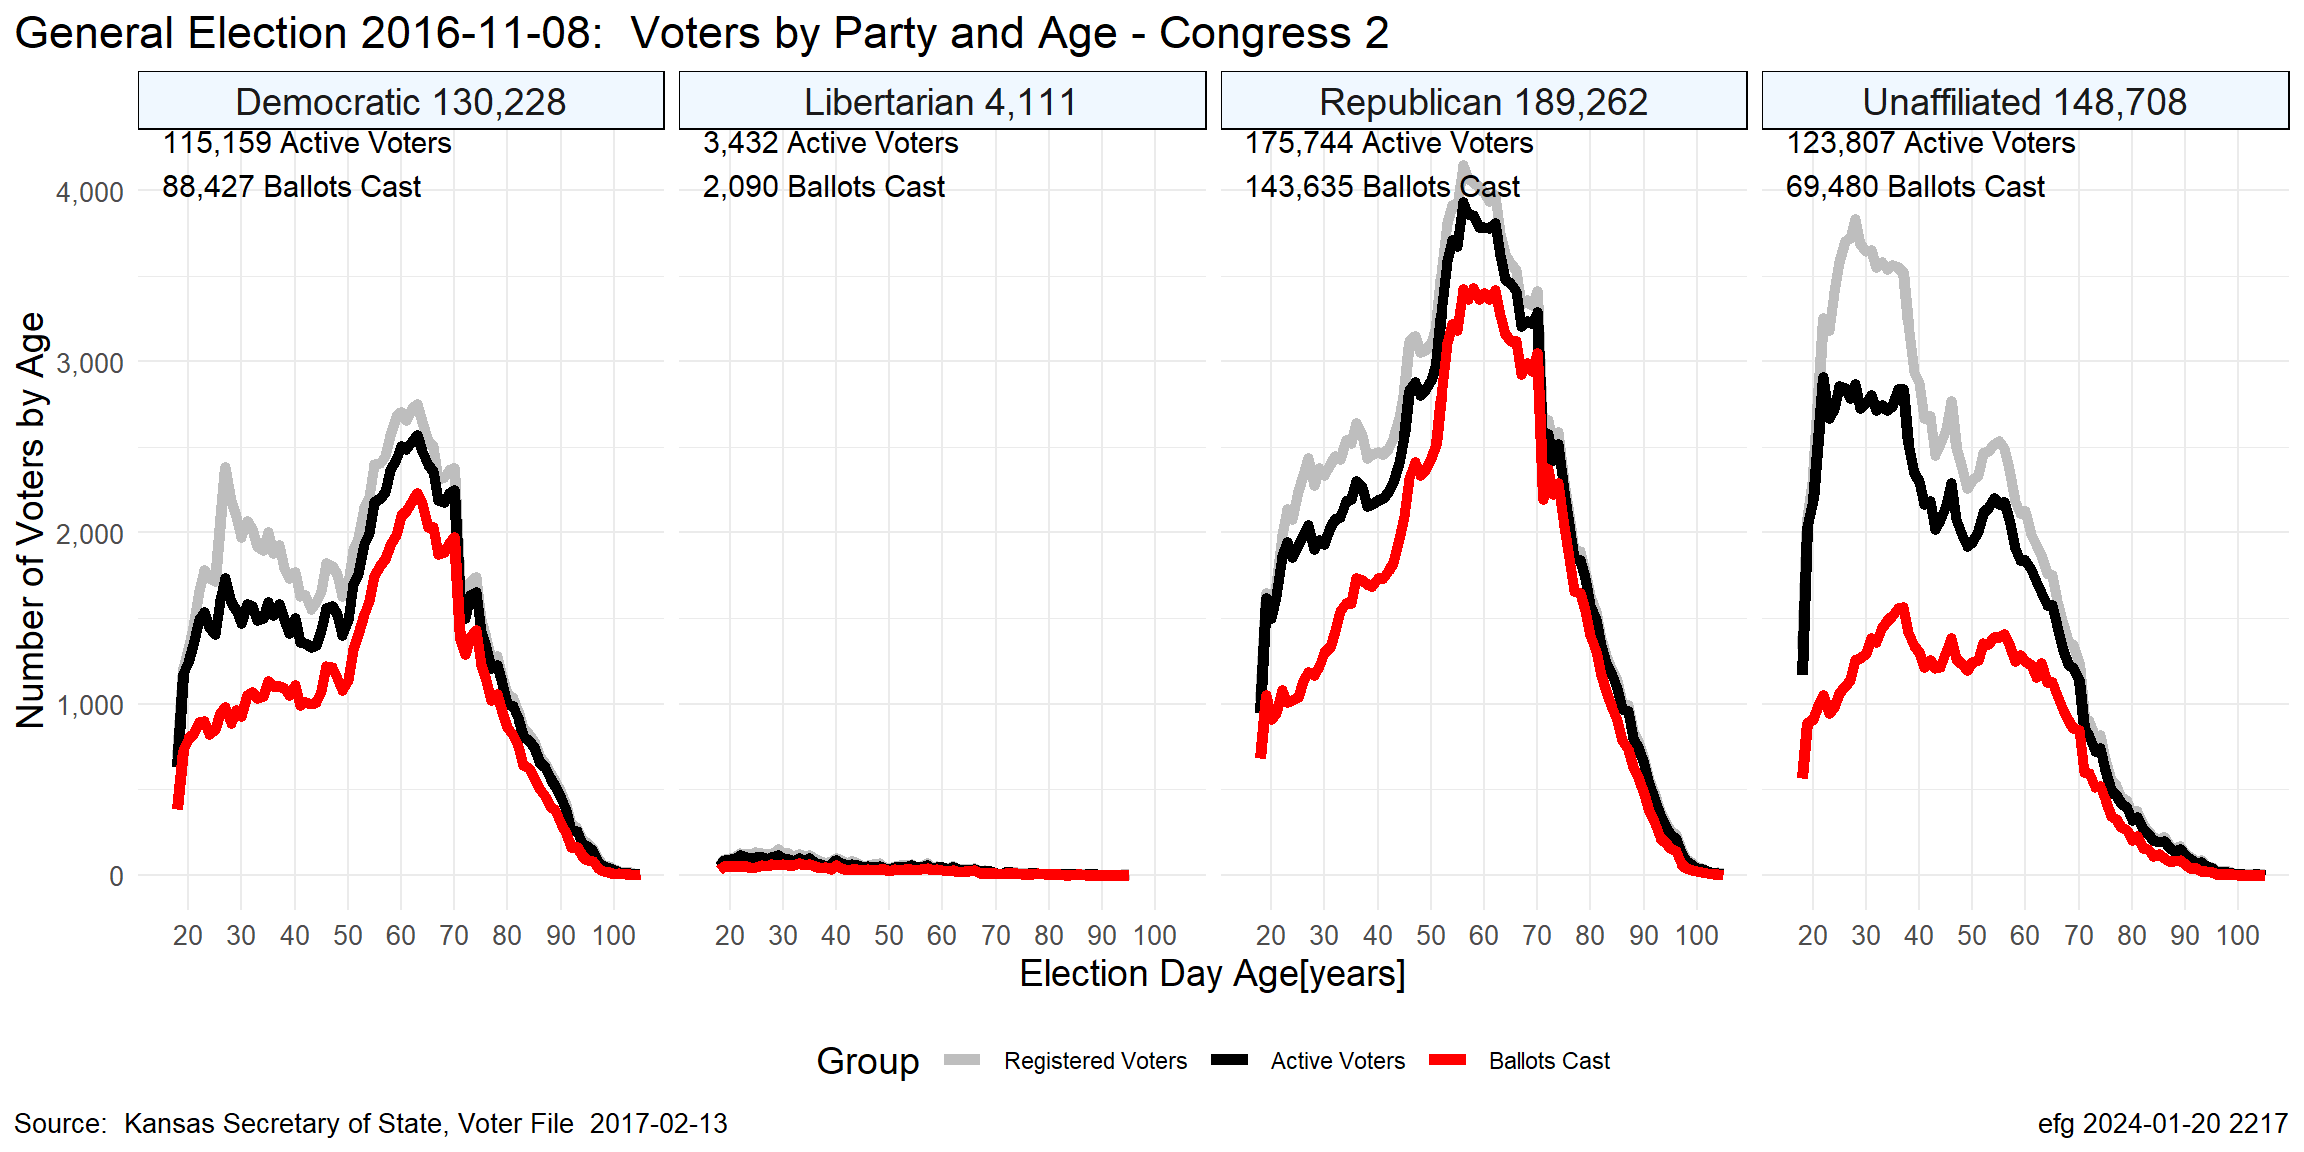 General Election 2016-11-08:  Voters by Party and Age - Congress 2
Democratic 130,228
Libertarian 4,111
Republican 189,262
Unaffiliated 148,708
115,159 Active Voters
88,427 Ballots Cast
3,432 Active Voters
2,090 Ballots Cast
175,744 Active Voters
143,635 Ballots Cast
123,807 Active Voters
69,480 Ballots Cast
Number of Voters by Age
4,000
3,000
2,000
1,000
0
20 30 40 50 60 70 80 90 100
20 30 40 50 60 70 80 90 100
20 30 40 50 60 70 80 90 100
20 30 40 50 60 70 80 90 100
Election Day Age[years]
Group Registered Voters Active Voters Ballots Cast
Source:  Kansas Secretary of State, Voter File  2017-02-13
efg 2024-01-20 2217